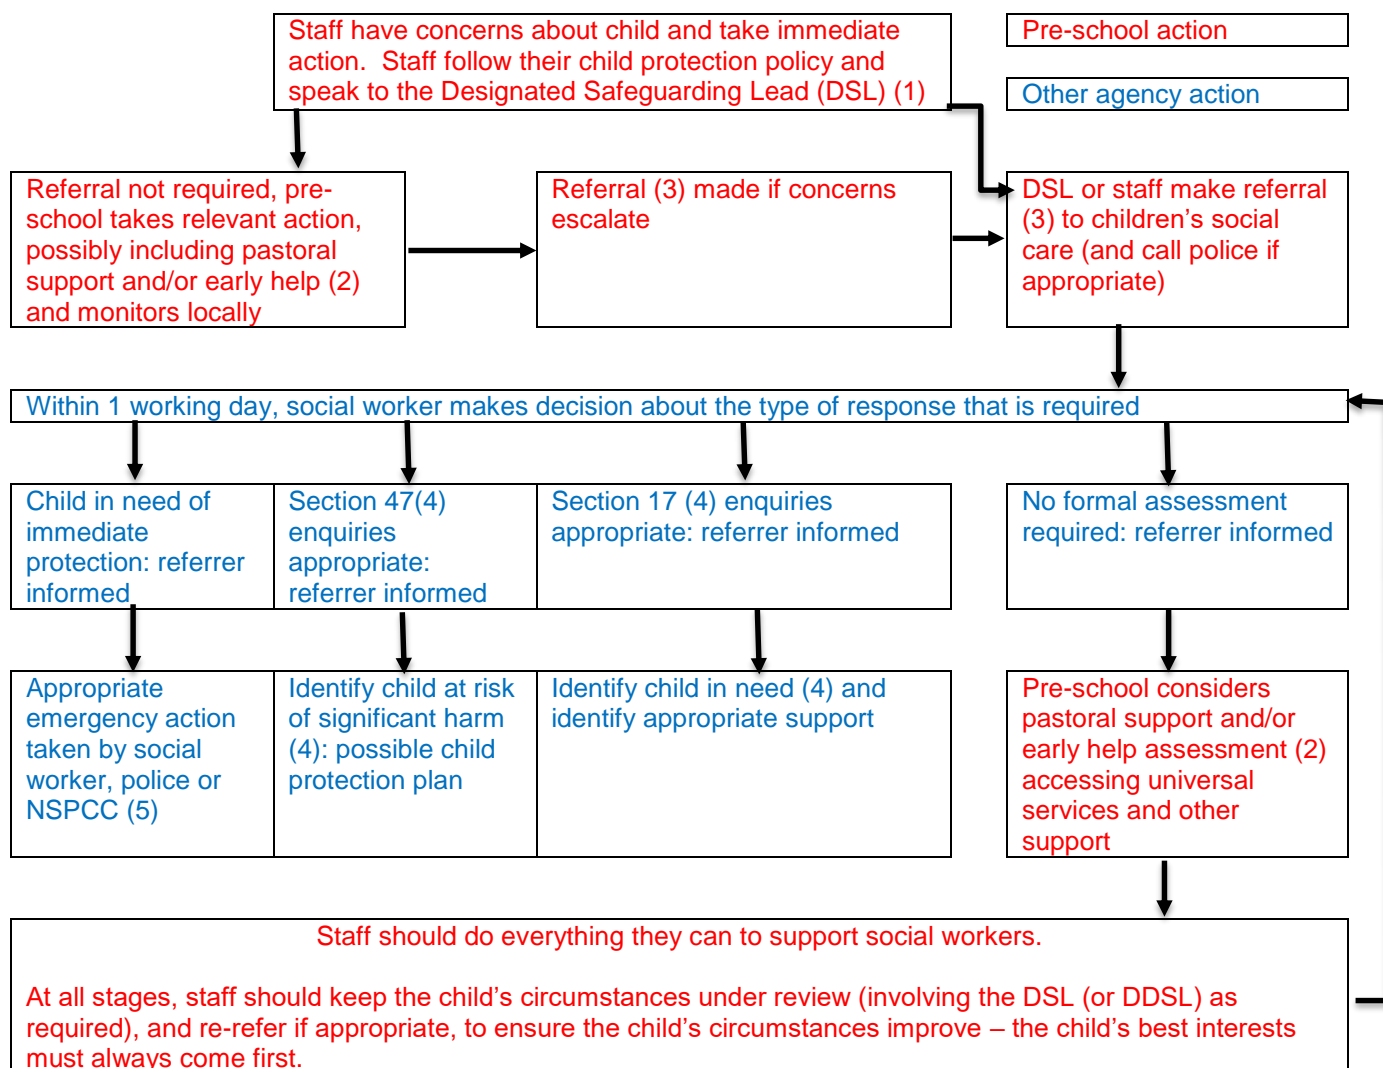 Staff have concerns about child and take immediate
action.  Staff follow their child protection policy and
speak to the Designated Safeguarding Lead (DSL) (1)
Pre-school action
Other agency action
Referral not required, pre-
school takes relevant action,
possibly including pastoral
support and/or early help (2)
and monitors locally
Referral (3) made if concerns
escalate
DSL or staff make referral
(3) to children’s social
care (and call police if
appropriate)
Within 1 working day, social worker makes decision about the type of response that is required
Child in need of
immediate
protection: referrer
informed
Section 47(4)
enquiries
appropriate:
referrer informed
Section 17 (4) enquiries
appropriate: referrer informed
No formal assessment
required: referrer informed
Appropriate
emergency action
taken by social
worker, police or
NSPCC (5)
Identify child at risk
of significant harm
(4): possible child
protection plan
Identify child in need (4) and
identify appropriate support
Pre-school considers
pastoral support and/or
early help assessment (2)
accessing universal
services and other
support
Staff should do everything they can to support social workers.
At all stages, staff should keep the child’s circumstances under review (involving the DSL (or DDSL) as
required), and re-refer if appropriate, to ensure the child’s circumstances improve – the child’s best interests
must always come first.